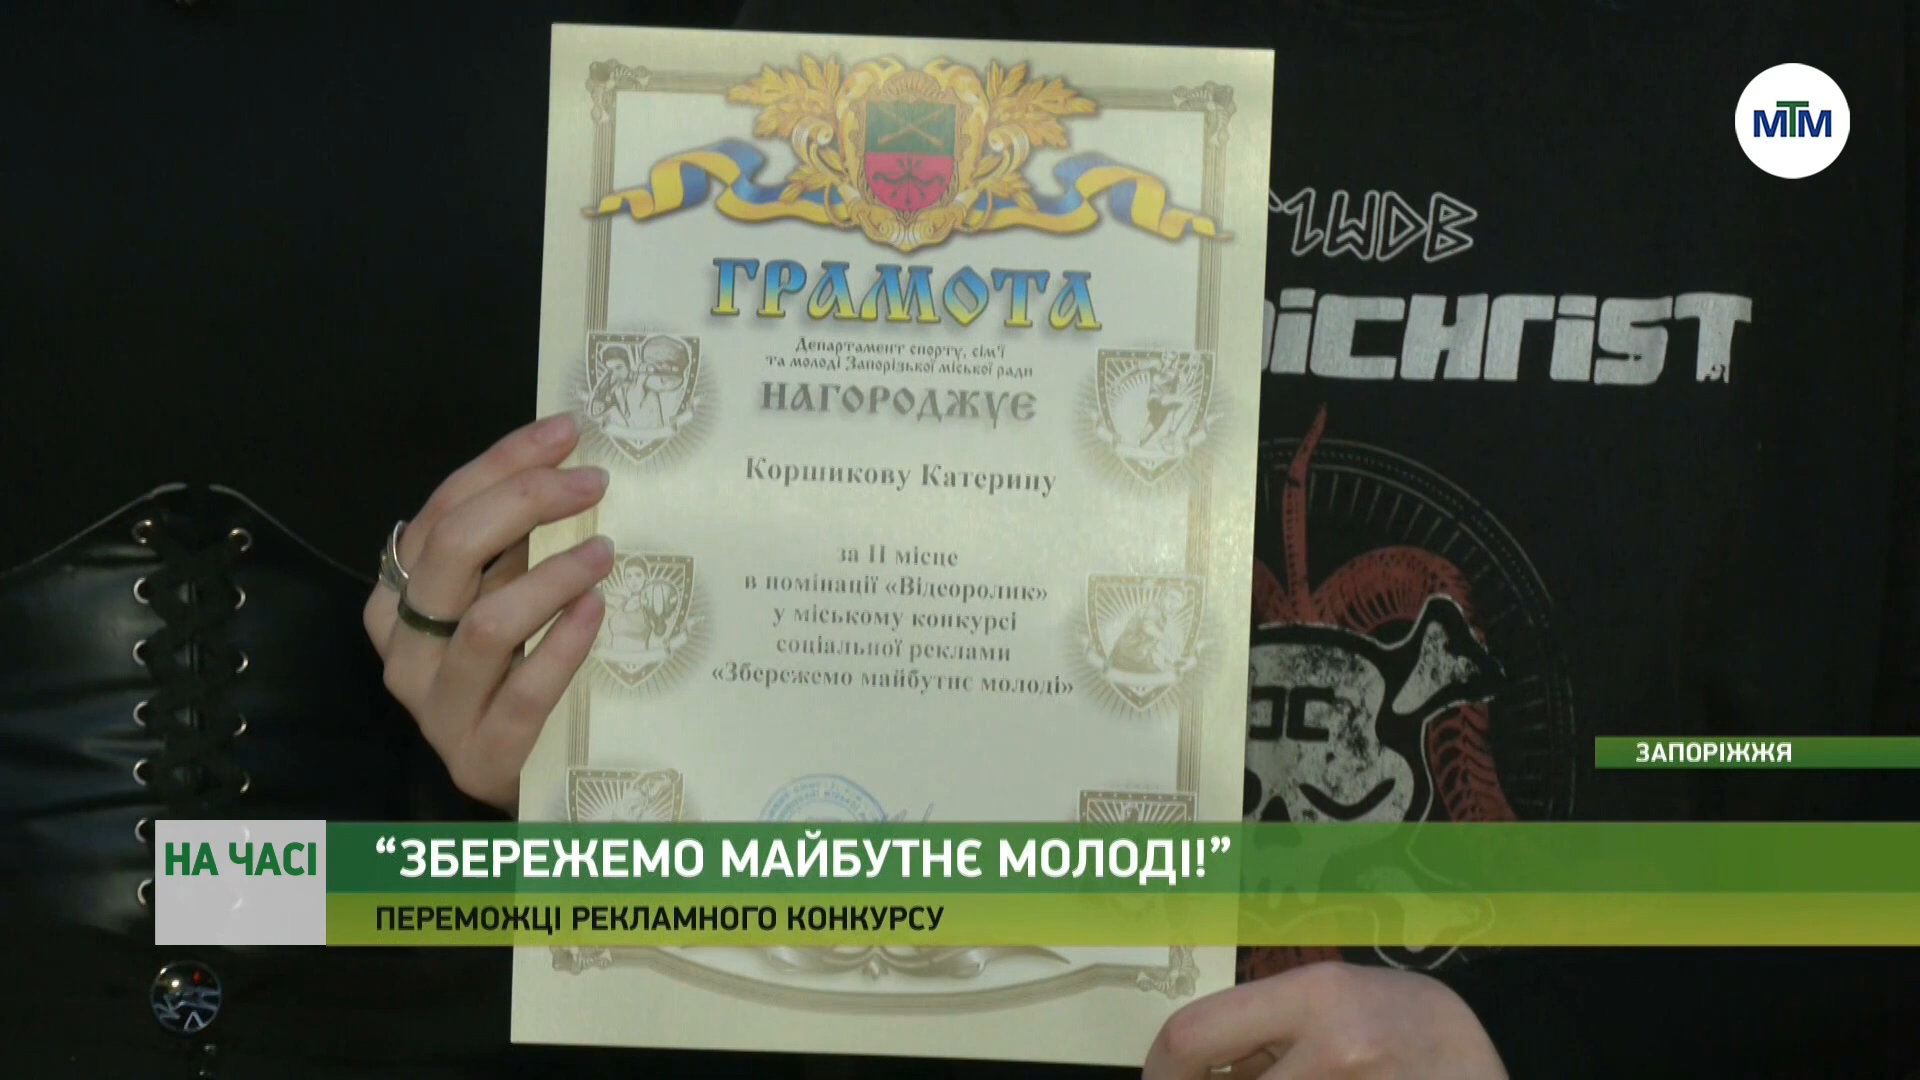 МТМ
ГРАМОТА
Департамент спорту, сім'ї
та молоді Запорізької міської ради
НАГОРОДЖУЄ
Коршикову Катерину
за II місце
в номінації «Відеоролик»
у міському конкурсі
соціальної реклами
«Збережемо майбутнє молоді»
ЗАПОРІЖЖЯ
НА ЧАСІ
“ЗБЕРЕЖЕМО МАЙБУТНЄ МОЛОДІ!”
ПЕРЕМОЖЦІ РЕКЛАМНОГО КОНКУРСУ